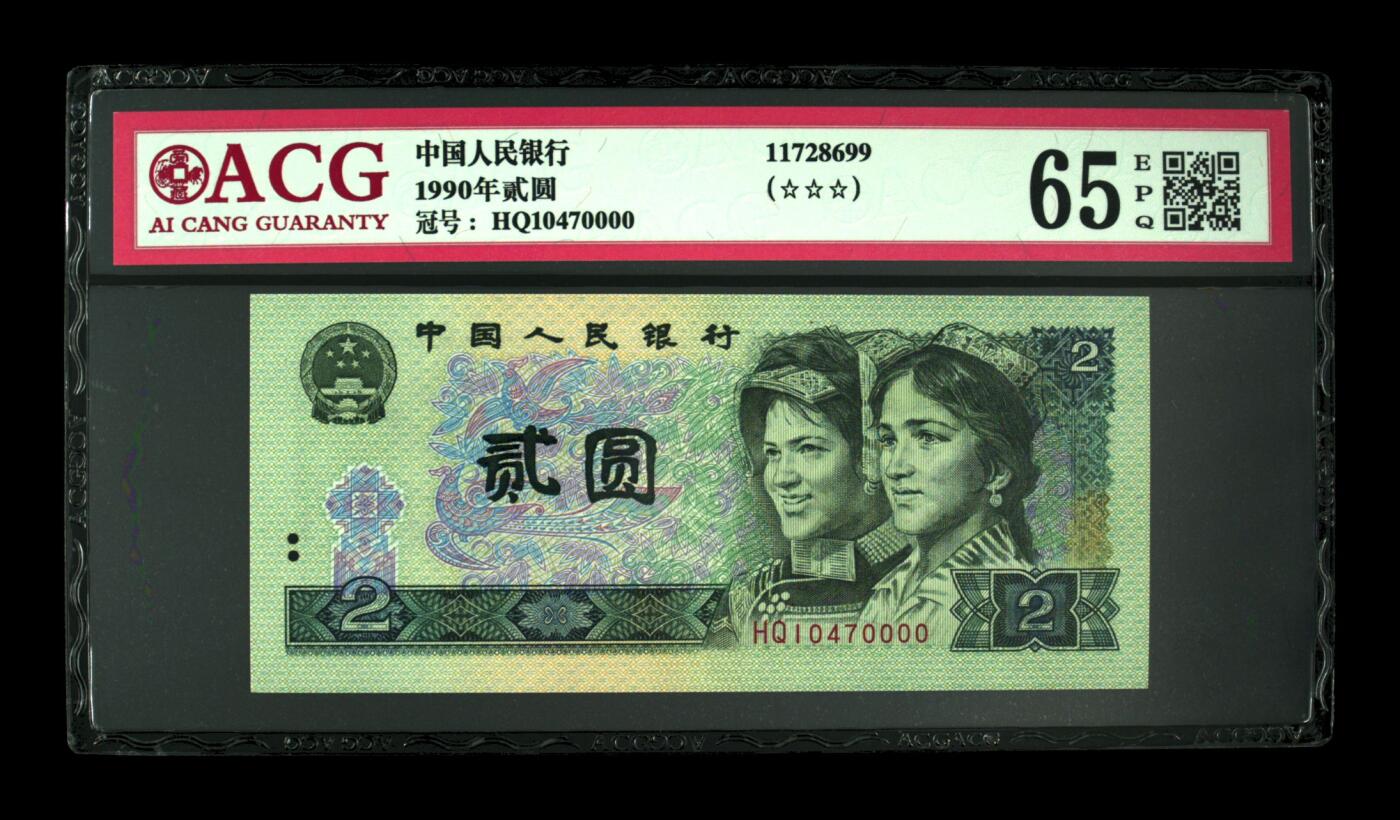 ACG
AI CANG GUARANTY
中国人民银行
1990年贰圆
冠号：HQ10470000
11728699
(☆☆☆)
65
EPQ
中国人民银行
2
贰圆
2
HQ10470000
2